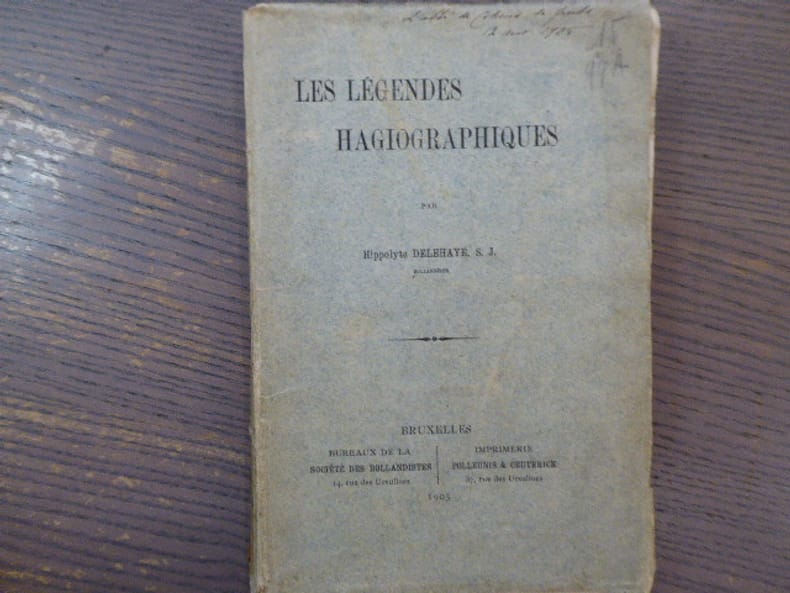 LES LÉGENDES
HAGIOGRAPHIQUES
PAR
Hippolyte DELEHAYE, S. J.
BOLLANDISTE
BRUXELLES
BUREAUX DE LA
SOCIÉTÉ DES BOLLANDISTES
14, rue des Ursulines
IMPRIMERIE
POLLEUNIS & CEUTERICK
37, rue des Ursulines
1905